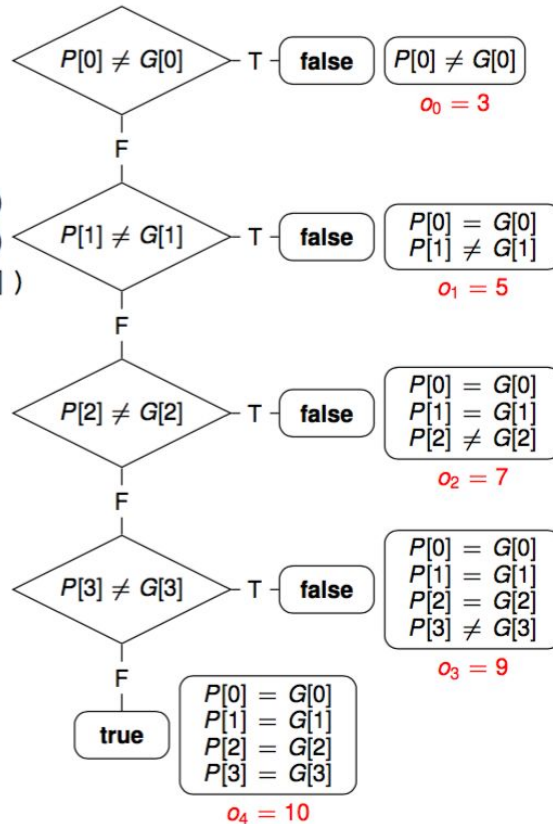 P[0] ≠ G[0] T false P[0] ≠ G[0]
o₀ = 3
F
)
P[1] ≠ G[1] T false P[0] = G[0]
P[1] ≠ G[1]
)
])
o₁ = 5
F
P[2] ≠ G[2] T false P[0] = G[0]
P[1] = G[1]
P[2] ≠ G[2]
o₂ = 7
F
P[3] ≠ G[3] T false P[0] = G[0]
P[1] = G[1]
P[2] = G[2]
P[3] ≠ G[3]
o₃ = 9
F
true P[0] = G[0]
P[1] = G[1]
P[2] = G[2]
P[3] = G[3]
o₄ = 10